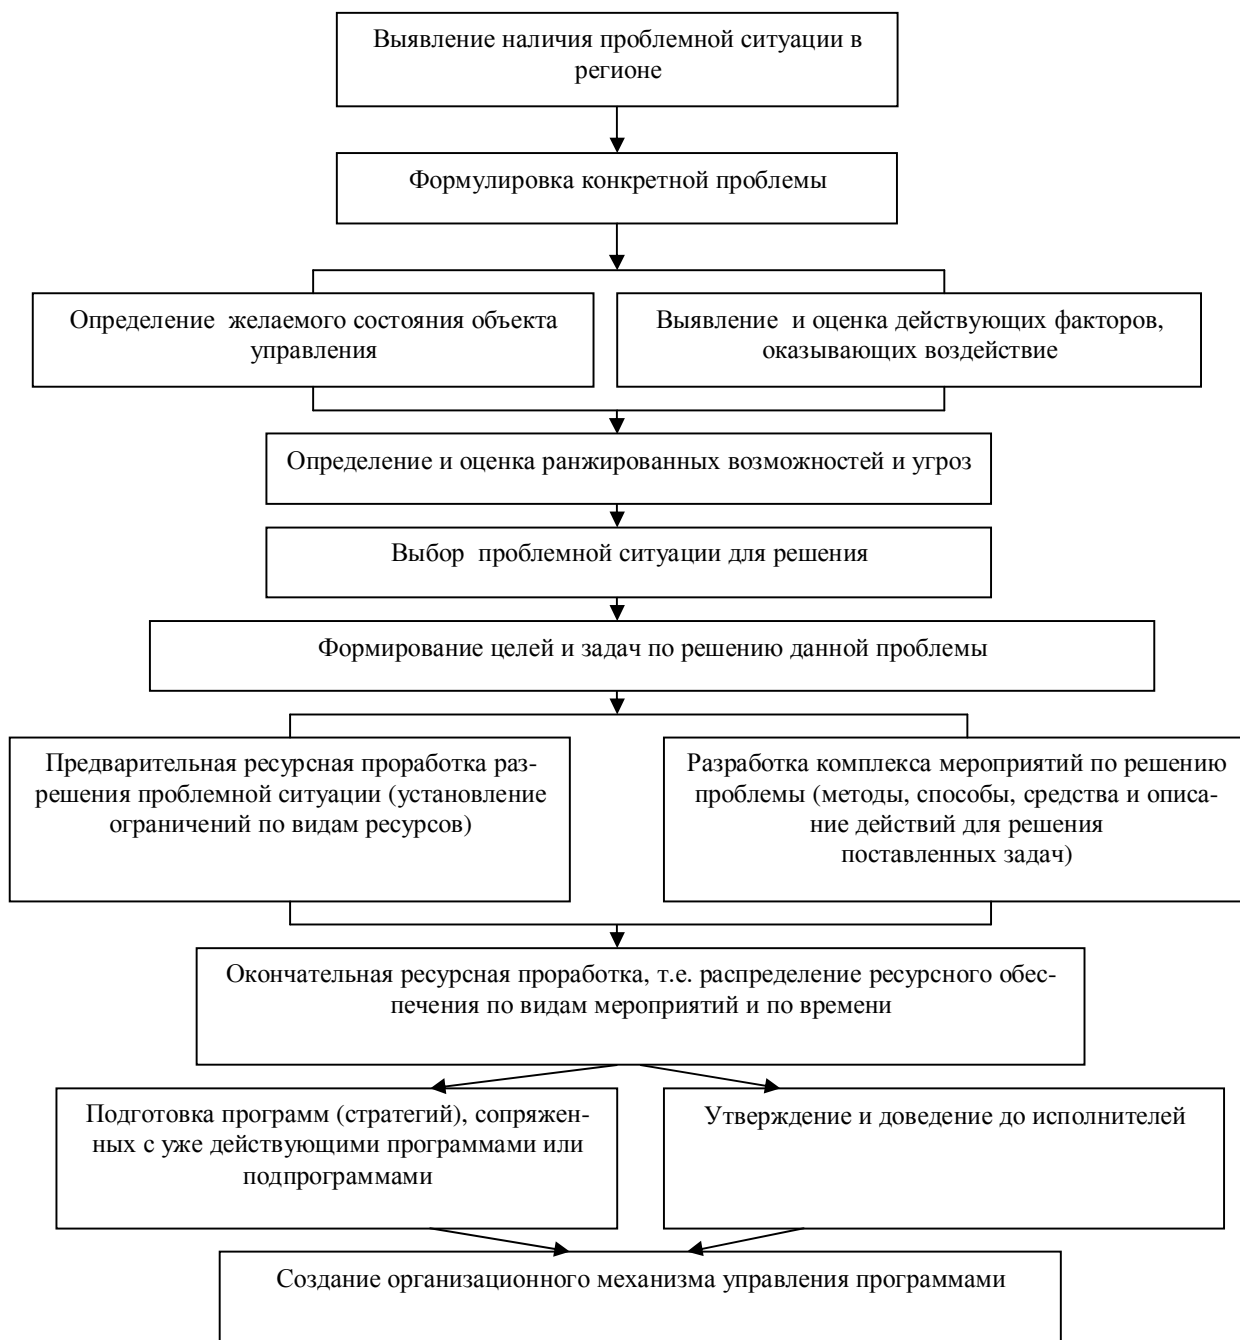 Выявление наличия проблемной ситуации в
регионе
Формулировка конкретной проблемы
Определение желаемого состояния объекта
управления
Выявление и оценка действующих факторов,
оказывающих воздействие
Определение и оценка ранжированных возможностей и угроз
Выбор проблемной ситуации для решения
Формирование целей и задач по решению данной проблемы
Предварительная ресурсная проработка раз-
решения проблемной ситуации (установление
ограничений по видам ресурсов)
Разработка комплекса мероприятий по решению
проблемы (методы, способы, средства и описа-
ние действий для решения
поставленных задач)
Окончательная ресурсная проработка, т.е. распределение ресурсного обес-
печения по видам мероприятий и по времени
Подготовка программ (стратегий), сопряжен-
ных с уже действующими программами или
подпрограммами
Утверждение и доведение до исполнителей
Создание организационного механизма управления программами